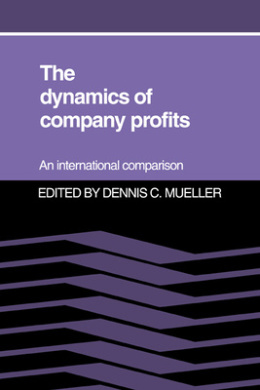 The
dynamics of
company profits
An international comparison
EDITED BY DENNIS C. MUELLER